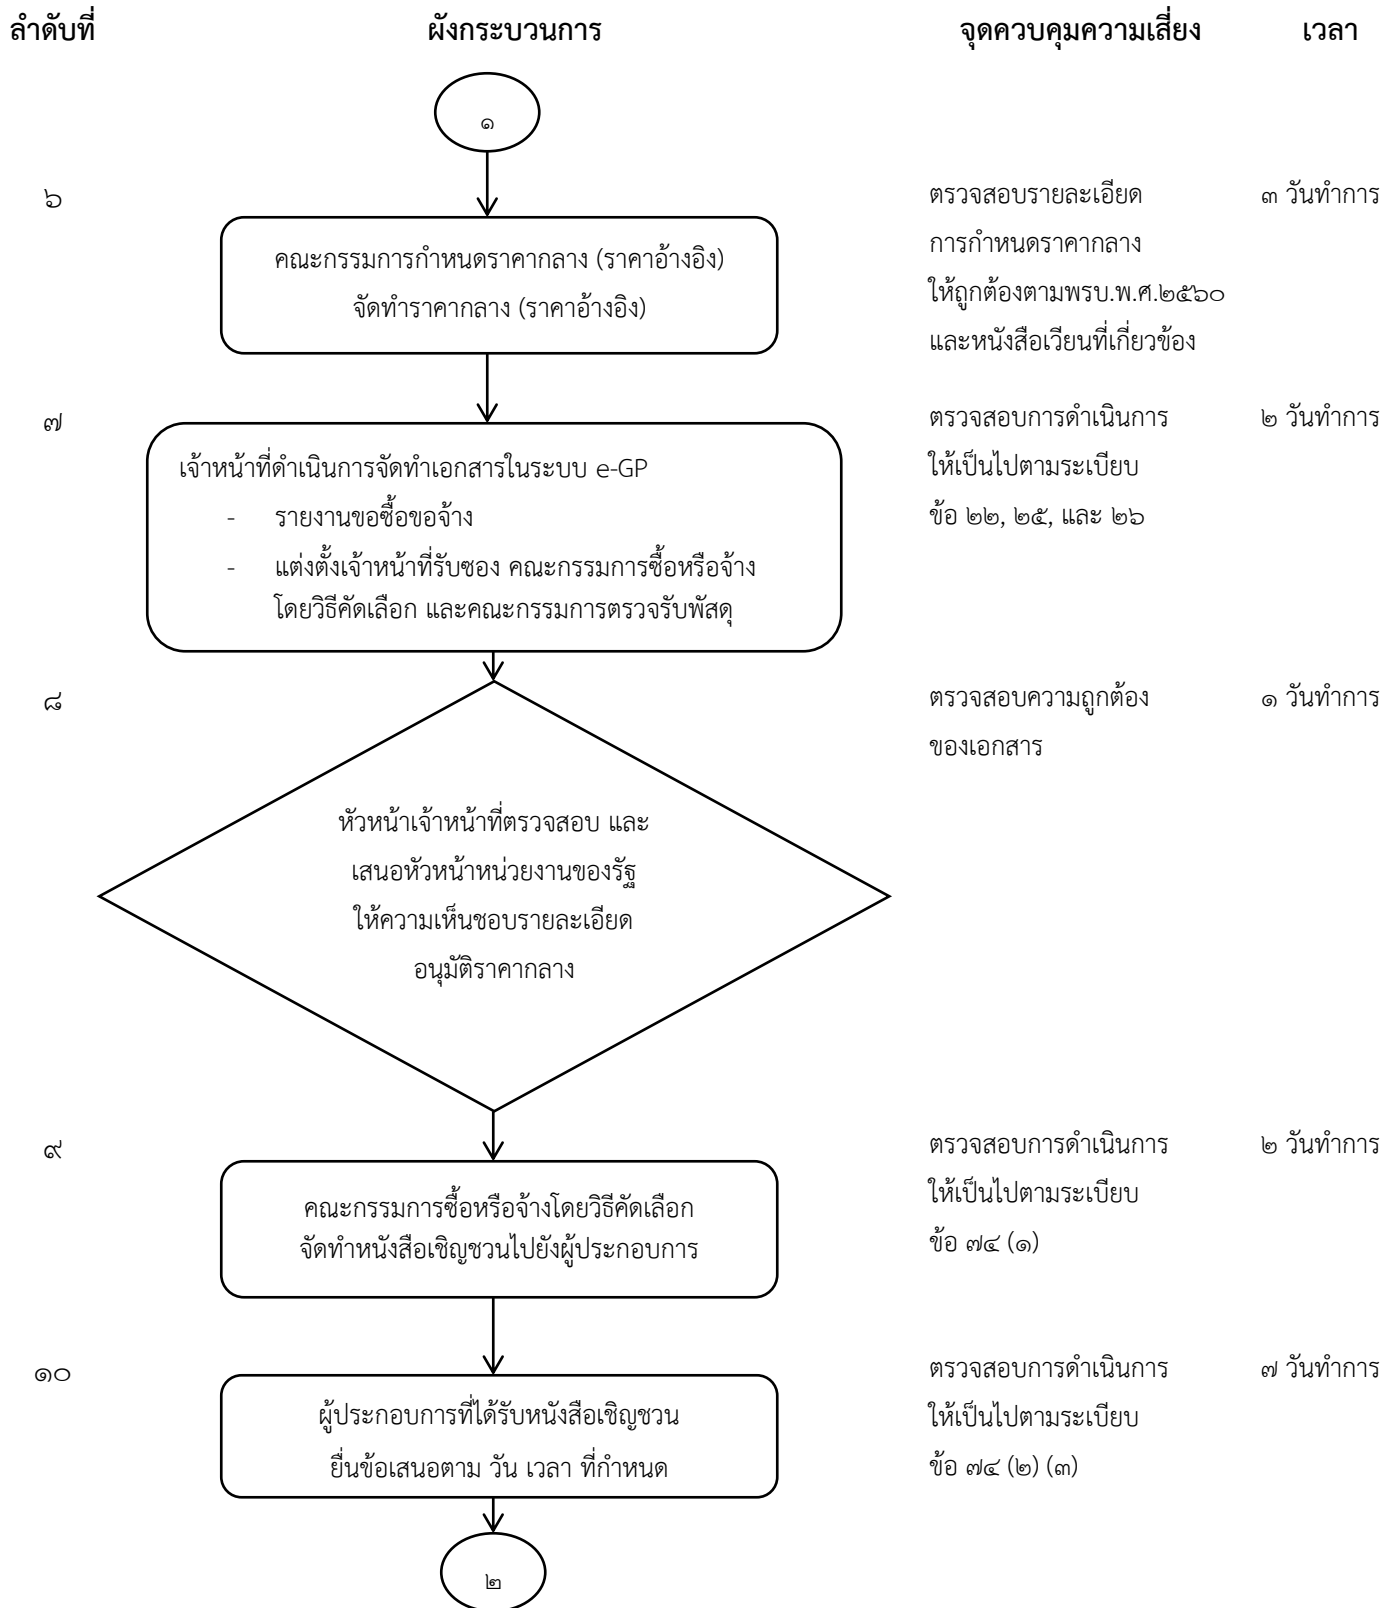 ลำดับที่ ผังกระบวนการ จุดควบคุมความเสี่ยง เวลา
๑
๖
คณะกรรมการกำหนดราคากลาง (ราคาอ้างอิง)
จัดทำราคากลาง (ราคาอ้างอิง)
ตรวจสอบรายละเอียด ๓ วันทำการ
การกำหนดราคากลาง
ให้ถูกต้องตามพรบ.พ.ศ.๒๕๖๐
และหนังสือเวียนที่เกี่ยวข้อง
๗
เจ้าหน้าที่ดำเนินการจัดทำเอกสารในระบบ e-GP
- รายงานขอซื้อขอจ้าง
- แต่งตั้งเจ้าหน้าที่รับซอง คณะกรรมการซื้อหรือจ้าง
โดยวิธีคัดเลือก และคณะกรรมการตรวจรับพัสดุ
ตรวจสอบการดำเนินการ ๒ วันทำการ
ให้เป็นไปตามระเบียบ
ข้อ ๒๒, ๒๕, และ ๒๖
๘
หัวหน้าเจ้าหน้าที่ตรวจสอบ และ
เสนอหัวหน้าหน่วยงานของรัฐ
ให้ความเห็นชอบรายละเอียด
อนุมัติราคากลาง
ตรวจสอบความถูกต้อง ๑ วันทำการ
ของเอกสาร
๙
คณะกรรมการซื้อหรือจ้างโดยวิธีคัดเลือก
จัดทำหนังสือเชิญชวนไปยังผู้ประกอบการ
ตรวจสอบการดำเนินการ ๒ วันทำการ
ให้เป็นไปตามระเบียบ
ข้อ ๗๔ (๑)
๑๐
ผู้ประกอบการที่ได้รับหนังสือเชิญชวน
ยื่นข้อเสนอตาม วัน เวลา ที่กำหนด
ตรวจสอบการดำเนินการ ๗ วันทำการ
ให้เป็นไปตามระเบียบ
ข้อ ๗๔ (๒) (๓)
๒